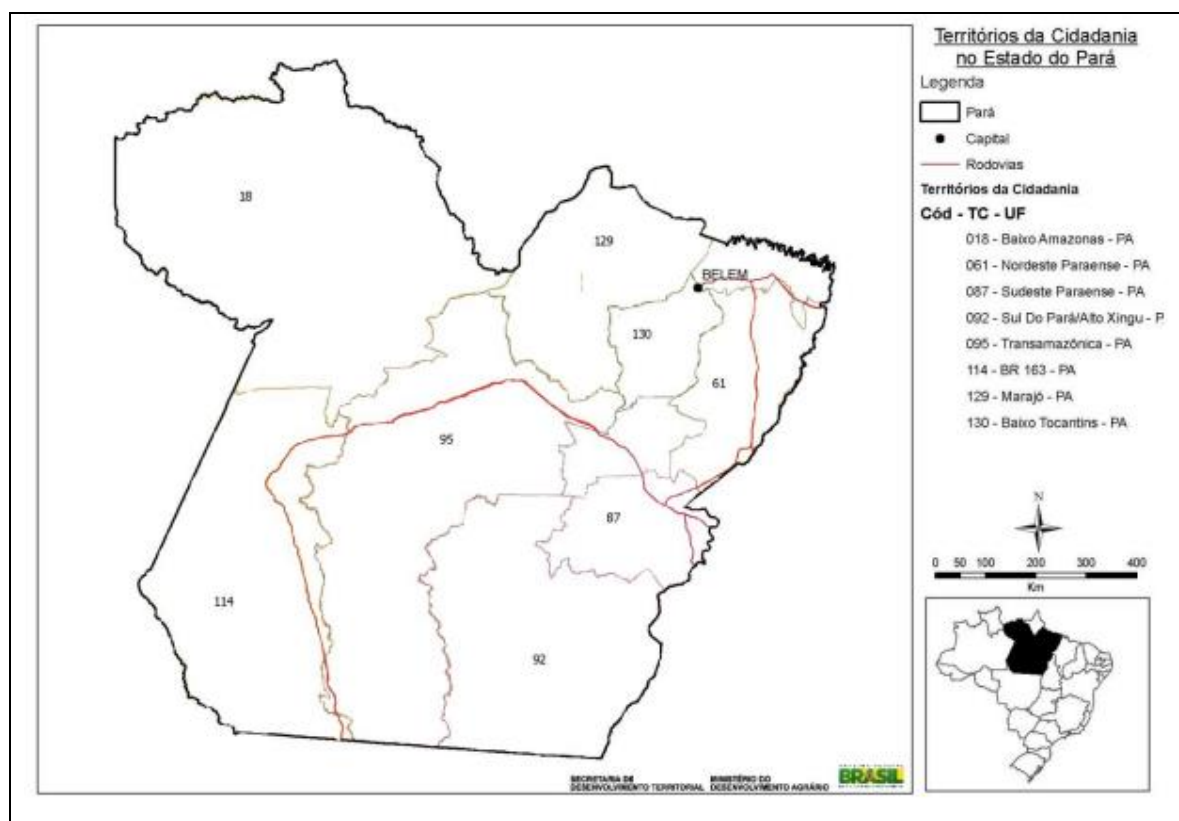 Territórios da Cidadania
no Estado do Pará
Legenda
Pará
Capital
Rodovias
Territórios da Cidadania
Cód - TC - UF
018 - Baixo Amazonas - PA
061 - Nordeste Paraense - PA
087 - Sudeste Paraense - PA
092 - Sul Do Pará/Alto Xingu - P
095 - Transamazônica - PA
114 - BR 163 - PA
129 - Marajó - PA
130 - Baixo Tocantins - PA
18
129
BELEM
130
61
95
87
114
92
N
0 50 100 200 300 400
Km
SECRETARIA DE
DESENVOLVIMENTO TERRITORIAL
MINISTÉRIO DO
DESENVOLVIMENTO AGRÁRIO
BRASIL